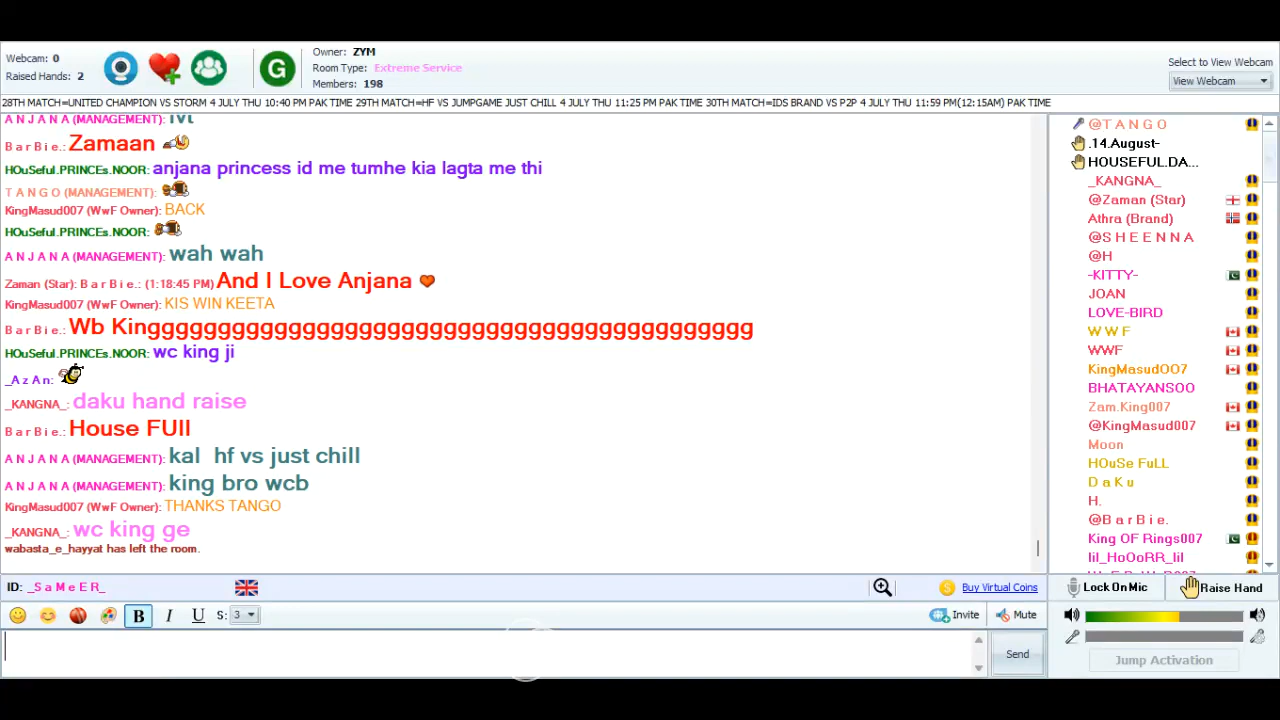 Webcam: 0
Raised Hands: 2
G
Owner: ZYM
Room Type: Extreme Service
Members: 198
Select to View Webcam
View Webcam
28TH MATCH=UNITED CHAMPION VS STORM 4 JULY THU 10:40 PM PAK TIME 29TH MATCH=HF VS JUMPGAME JUST CHILL 4 JULY THU 11:25 PM PAK TIME 30TH MATCH=IDS BRAND VS P2P 4 JULY THU 11:59 PM(12:15AM) PAK TIME
A N J A N A (MANAGEMENT):
B a r B i e.: Zamaan
HOuSeful.PRINCEs.NOOR: anjana princess id me tumhe kia lagta me thi
T A N G O (MANAGEMENT):
KingMasud007 (WwF Owner): BACK
HOuSeful.PRINCEs.NOOR:
A N J A N A (MANAGEMENT): wah wah
Zaman (Star): B a r B i e.: (1:18:45 PM) And I Love Anjana
KingMasud007 (WwF Owner): KIS WIN KEETA
B a r B i e.: Wb Kinggggggggggggggggggggggggggggggggggggggggggg
HOuSeful.PRINCEs.NOOR: wc king ji
_A z A n:
_KANGNA_: daku hand raise
B a r B i e.: House FUll
A N J A N A (MANAGEMENT): kal hf vs just chill
A N J A N A (MANAGEMENT): king bro wcb
KingMasud007 (WwF Owner): THANKS TANGO
_KANGNA_: wc king ge
wabasta_e_hayyat has left the room.
@T A N G O
.14.August-
HOUSEFUL.DA...
_KANGNA_
@Zaman (Star)
Athra (Brand)
@S H E E N N A
@H
-KITTY-
JOAN
LOVE-BIRD
W W F
WWF
KingMasudOO7
BHATAYANSOO
Zam.King007
@KingMasud007
Moon
HOuSe FuLL
D a K u
H.
@B a r B i e.
King OF Rings007
lil_HoOoRR_lil
ID: _S a M e E R_
Buy Virtual Coins
Lock On Mic
Raise Hand
B I U S: 3
Invite
Mute
Send
Jump Activation